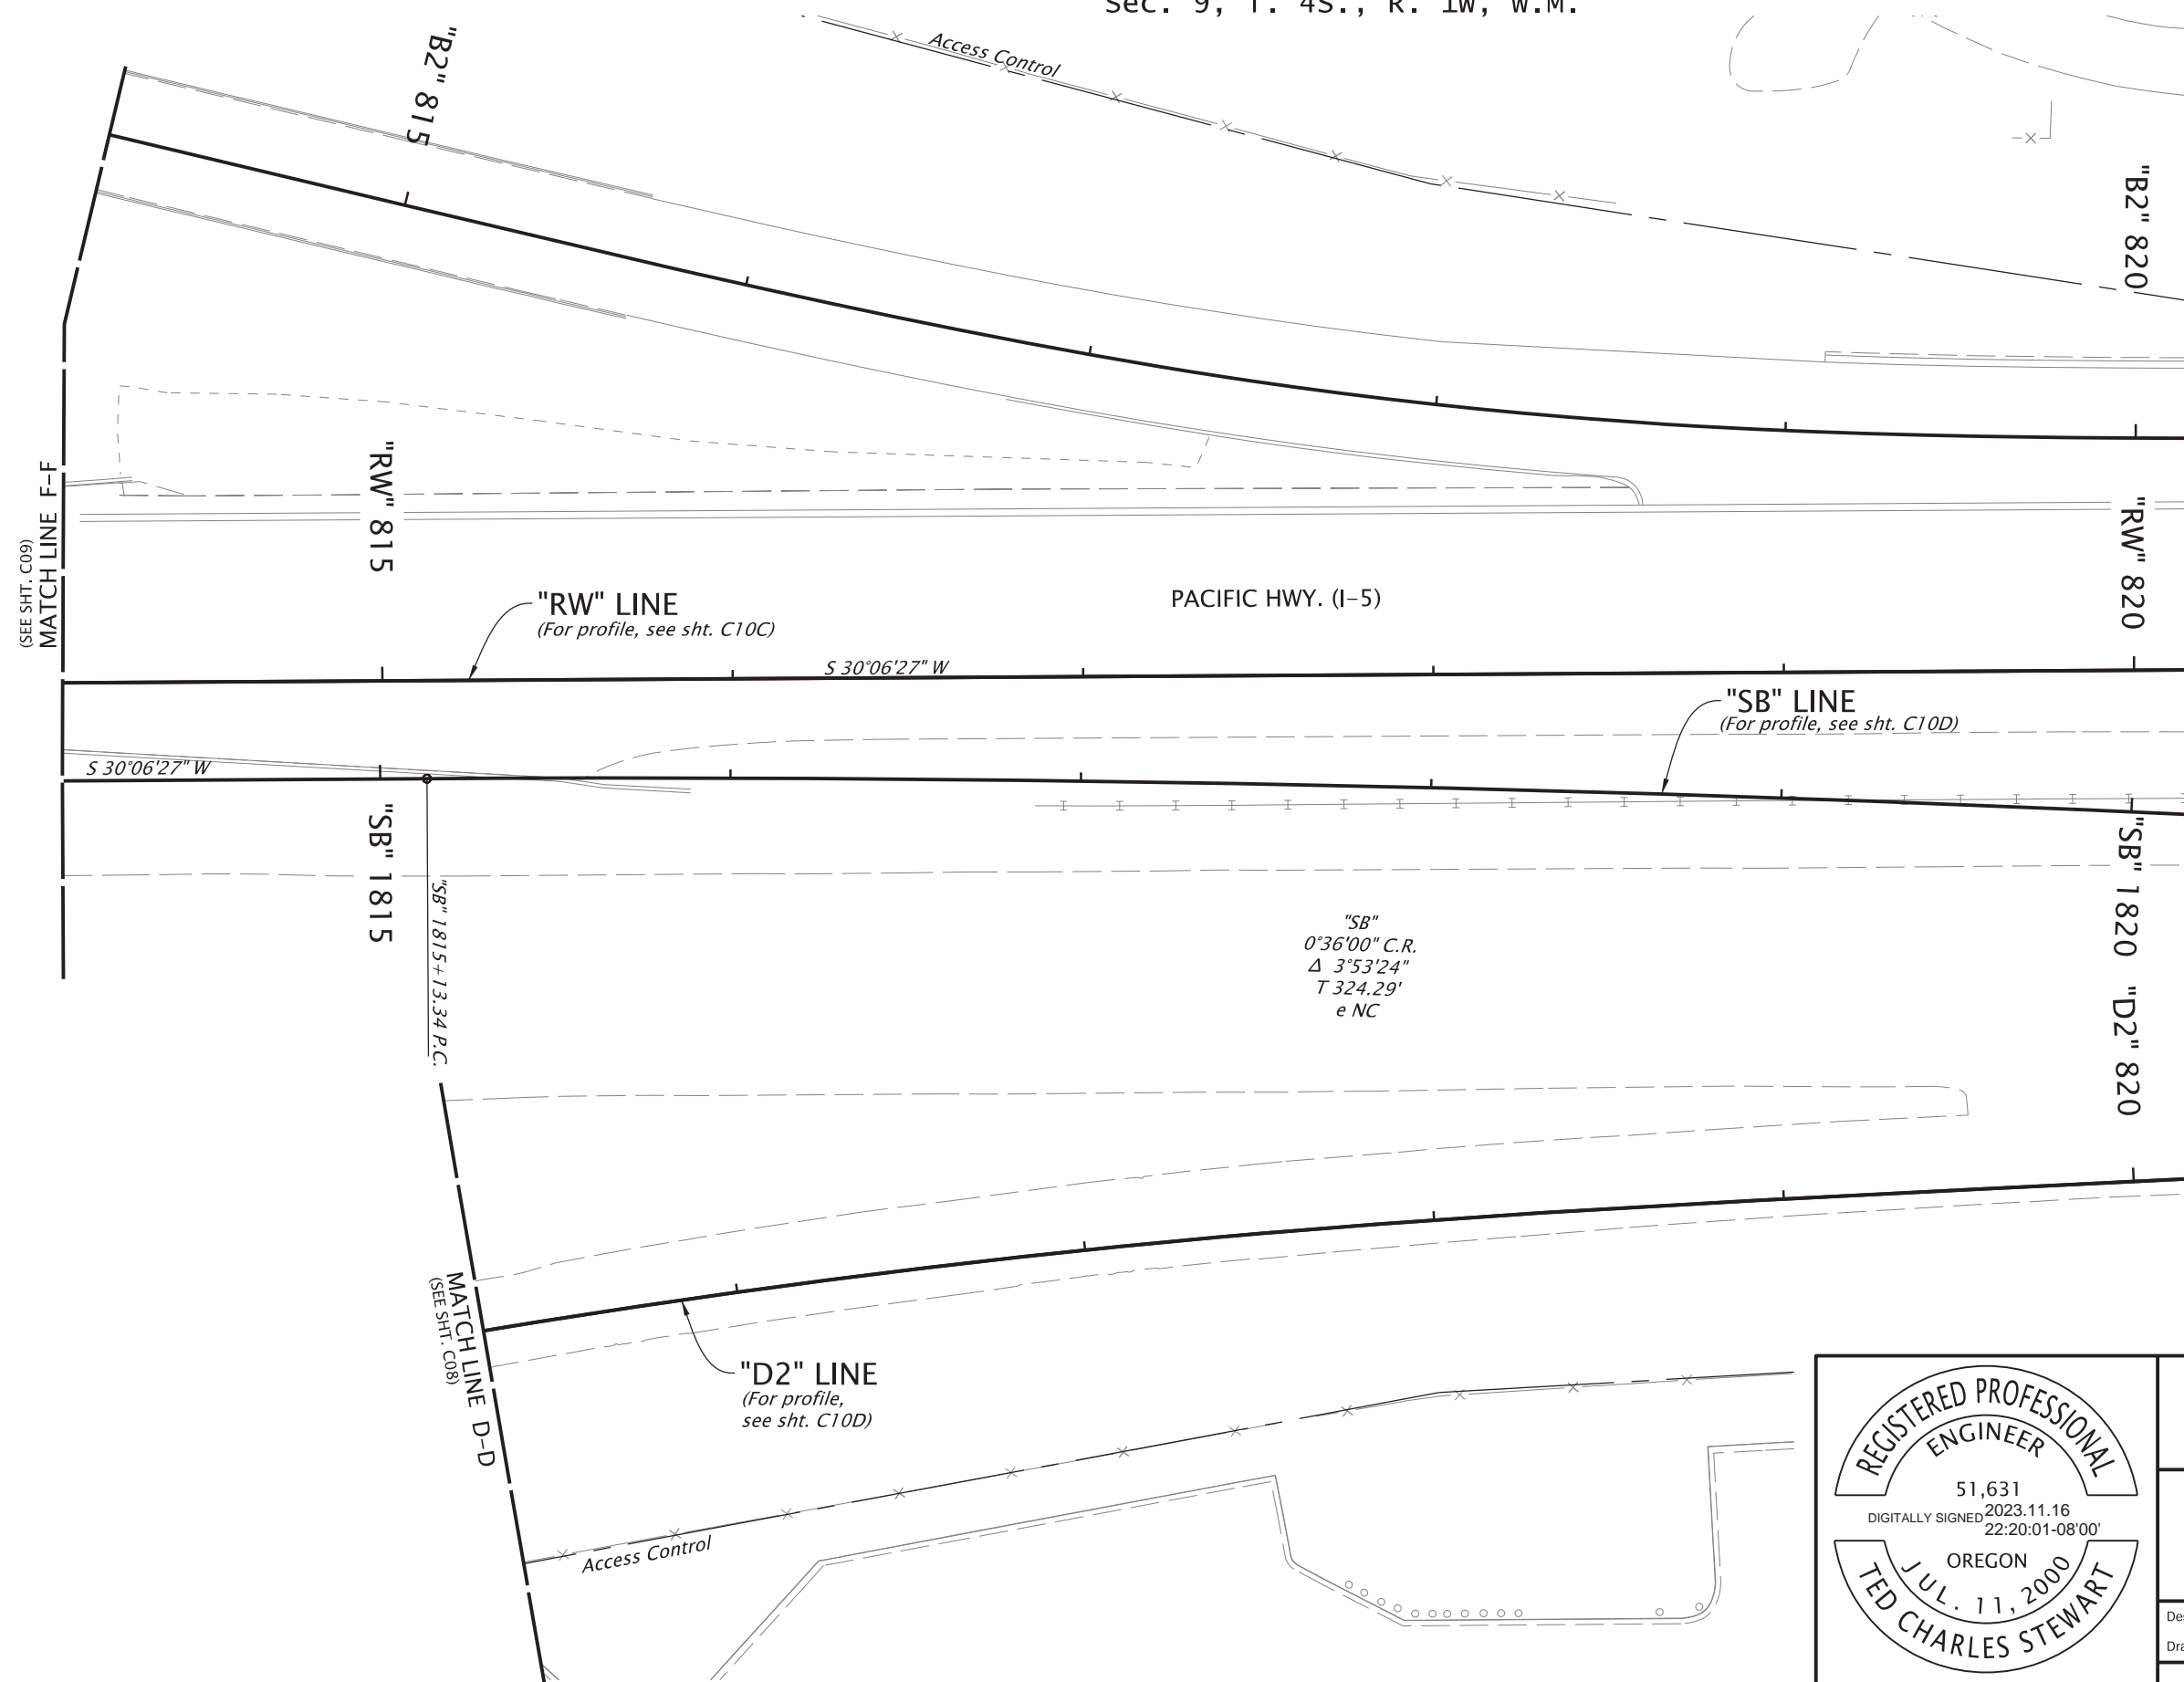 Sec. 9, T. 4S., R. 1W, W.M.
Access Control
"B2" 815
"B2" 820
"RW" 815
"RW" 820
(SEE SHT. C09)
MATCH LINE F-F
"RW" LINE
(For profile, see sht. C10C)
PACIFIC HWY. (I-5)
S 30°06'27" W
"SB" LINE
(For profile, see sht. C10D)
S 30°06'27" W
"SB" 1815
"SB" 1815+13.34 P.C.
"SB" 1820
"D2" 820
"SB"
0°36'00" C.R.
Δ 3°53'24"
T 324.29'
e NC
MATCH LINE D-D
(SEE SHT. C08)
"D2" LINE
(For profile,
see sht. C10D)
Access Control
REGISTERED PROFESSIONAL
ENGINEER
51,631
DIGITALLY SIGNED 2023.11.16
22:20:01-08'00'
OREGON
JUL. 11, 2000
TED CHARLES STEWART